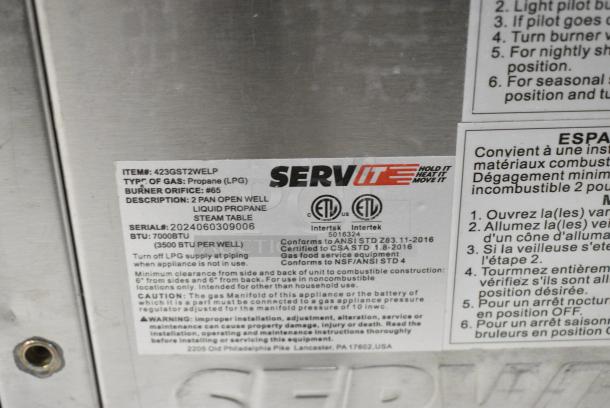 2. Light pilot bu
3. If pilot goes o
4. Turn burner v
5. For nightly sh
position.
6. For seasonal s
position and tu
ITEM#: 423GST2WELP
TYPE OF GAS: Propane (LPG)
BURNER ORIFICE: #65
DESCRIPTION: 2 PAN OPEN WELL
LIQUID PROPANE
STEAM TABLE
SERIAL#: 2024060309006
BTU: 7000BTU
(3500 BTU PER WELL)
Turn off LPG supply at piping
when appliance is not in use.
SERVIT HOLD IT
HEAT IT
MOVE IT
C ETL US ETL
Intertek Intertek
5016324
Conforms to ANSI STD Z83.11-2016
Certified to CSA STD 1.8-2016
Gas food service equipment
Conforms to NSF/ANSI STD 4
Minimum clearance from side and back of unit to combustible construction:
6" from sides and 6" from back. For use in noncombustible
locations only. Intended for other than household use.
CAUTION: The gas Manifold of this appliance or the battery of
which it is a part must be connected to a gas appliance pressure
regulator adjusted for the manifold pressure of 10 inwc.
WARNING: Improper installation, adjustment, alteration, service or
maintenance can cause property damage, injury or death. Read the
installation, operating and maintenance instructions thoroughly
before installing or servicing this equipment.
2205 Old Philadelphia Pike Lancaster, PA 17602, USA
ESPA
Convient à une inst
matériaux combust
Dégagement minim
incombustible 2 po
M
1. Ouvrez la(les) van
2. Allumez la(les) vei
d'un cône d'alluma
3. Si la veilleuse s'ete
l'étape 2.
4. Tourmnez entièrem
vérifiez s'ils sont alli
position désirée.
5. Pour un arrêt noctur
en position OFF.
6. Pour un arrêt saisonr
bruleurs en position O
SERVIT